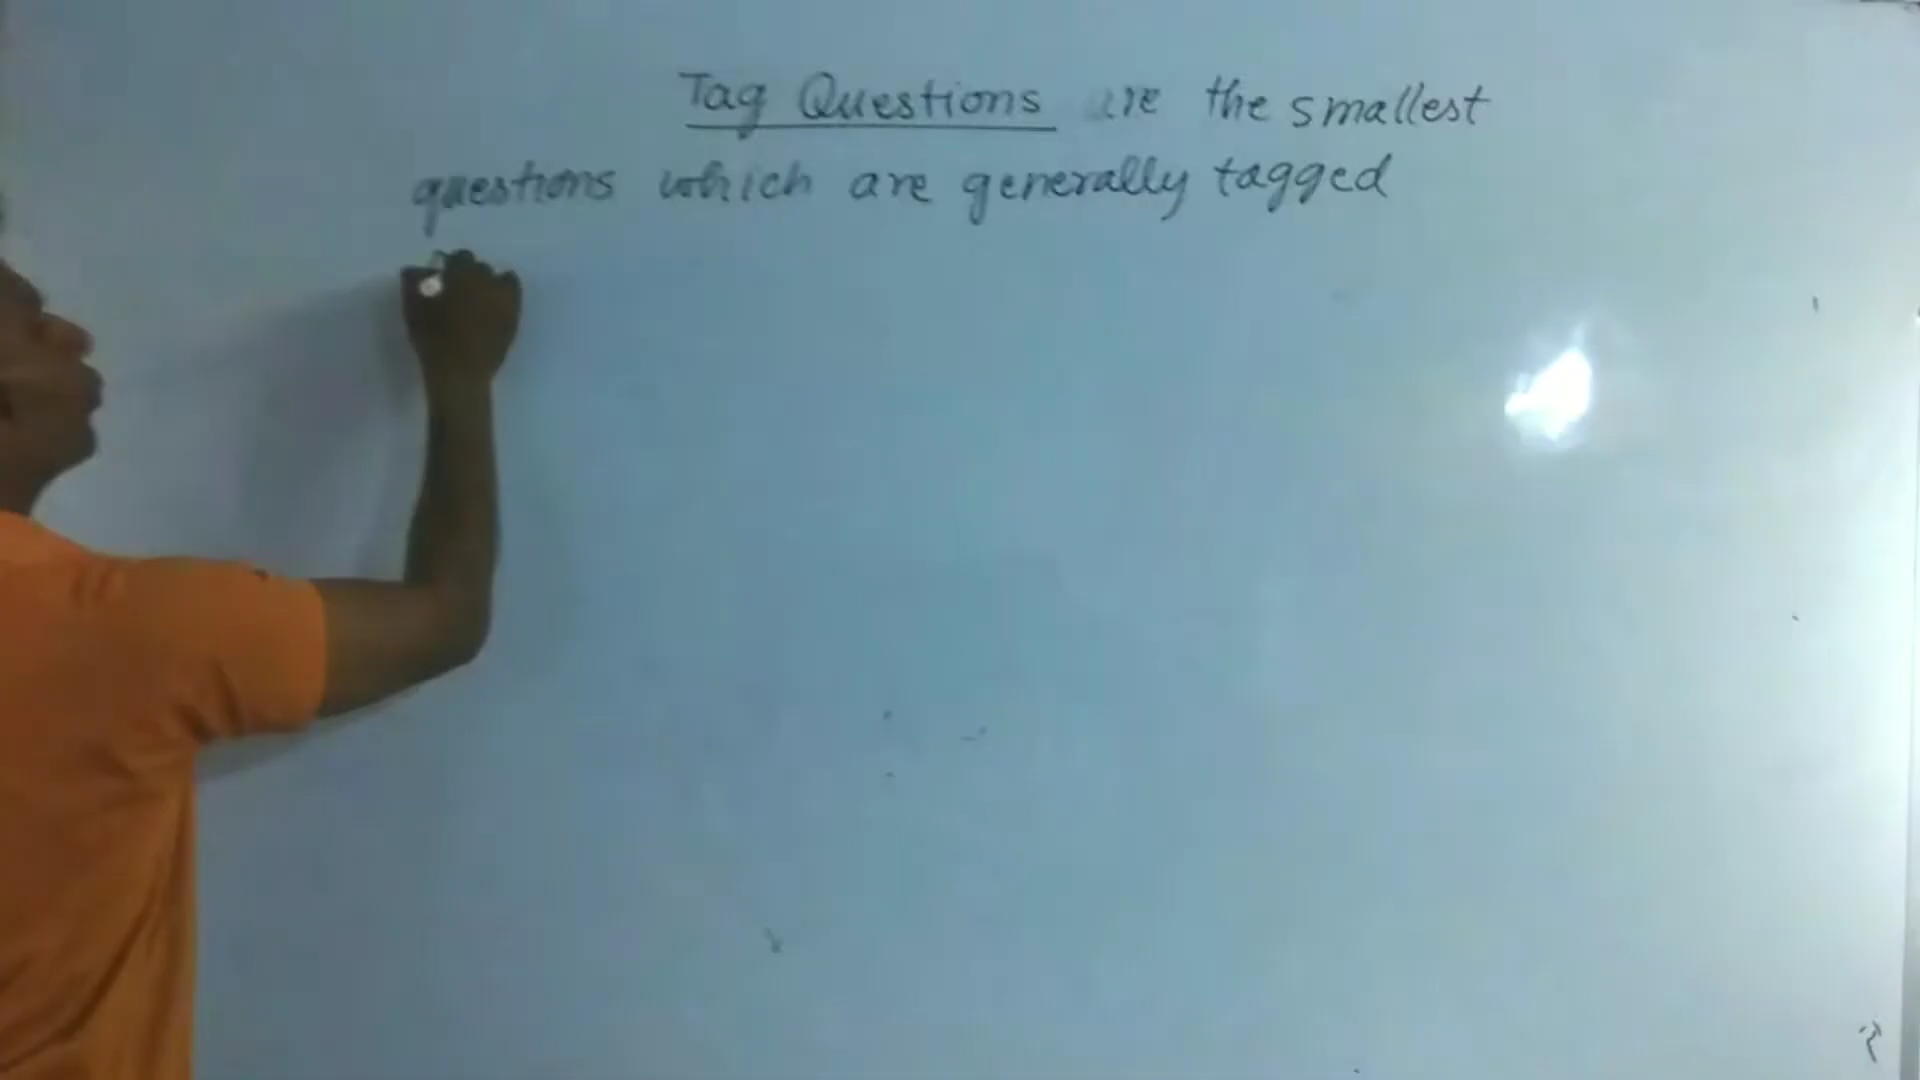 Tag Questions are the smallest
questions which are generally tagged